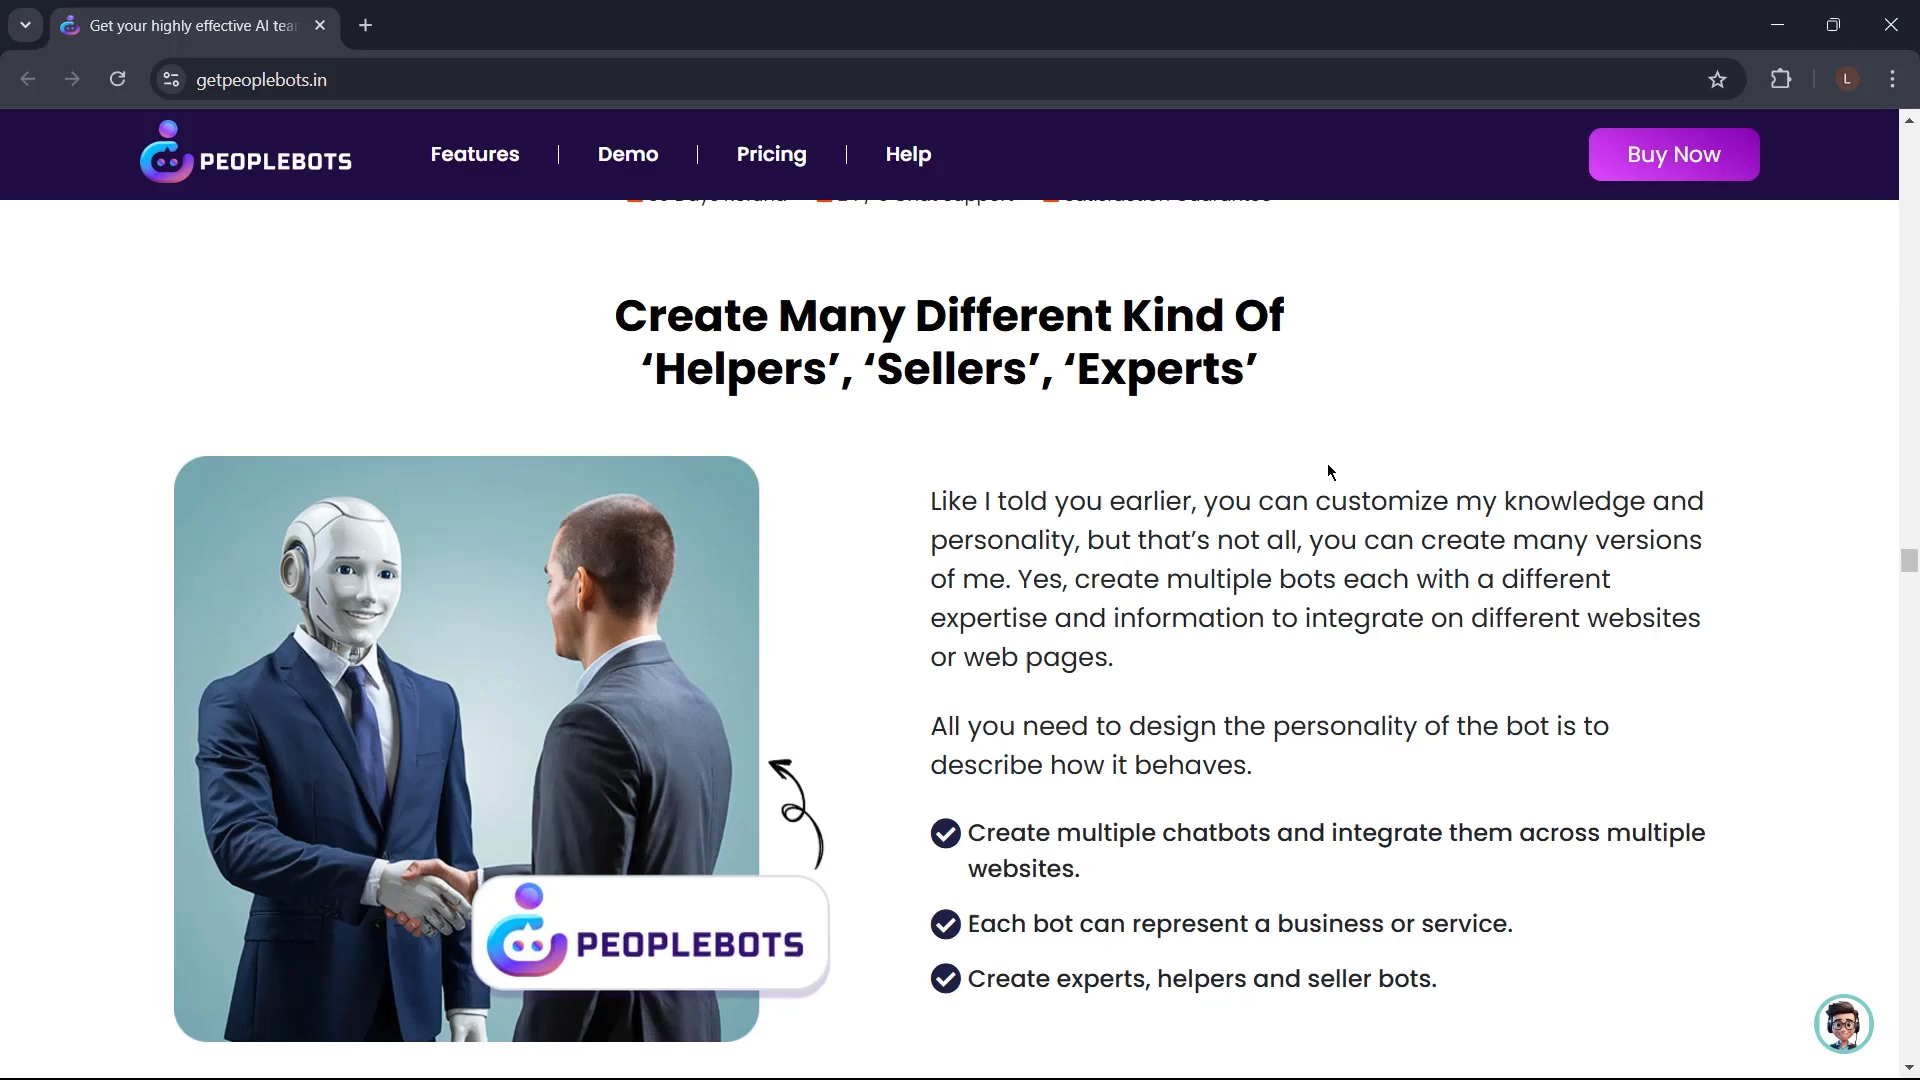 Get your highly effective AI tea
getpeoplebots.in
L
PEOPLEBOTS
Features
Demo
Pricing
Help
Buy Now
Create Many Different Kind Of
‘Helpers’, ‘Sellers’, ‘Experts’
Like I told you earlier, you can customize my knowledge and
personality, but that’s not all, you can create many versions
of me. Yes, create multiple bots each with a different
expertise and information to integrate on different websites
or web pages.
All you need to design the personality of the bot is to
describe how it behaves.
Create multiple chatbots and integrate them across multiple
websites.
Each bot can represent a business or service.
Create experts, helpers and seller bots.
PEOPLEBOTS